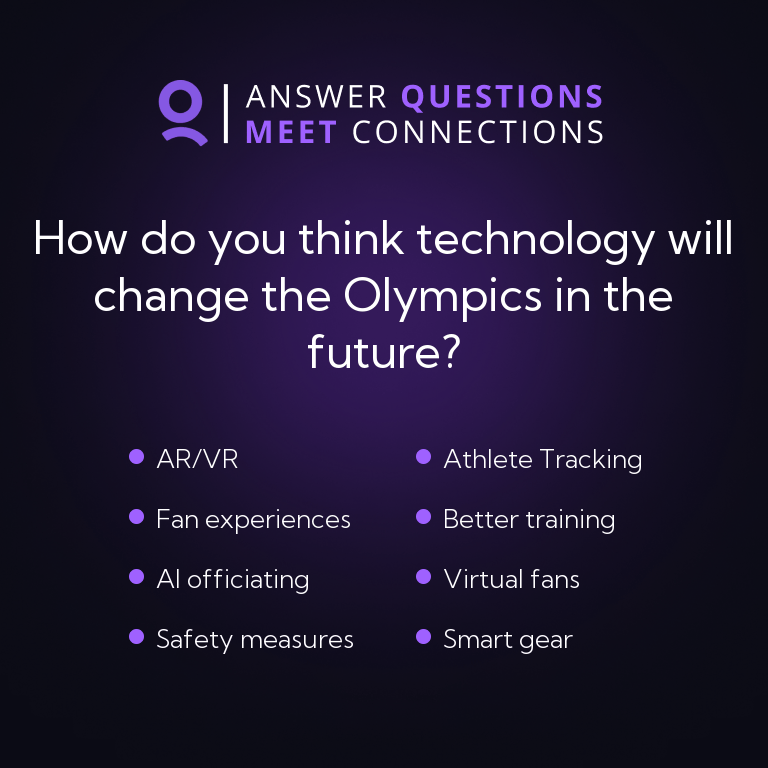 ANSWER QUESTIONS
MEET CONNECTIONS
How do you think technology will
change the Olympics in the
future?
AR/VR
Fan experiences
AI officiating
Safety measures
Athlete Tracking
Better training
Virtual fans
Smart gear